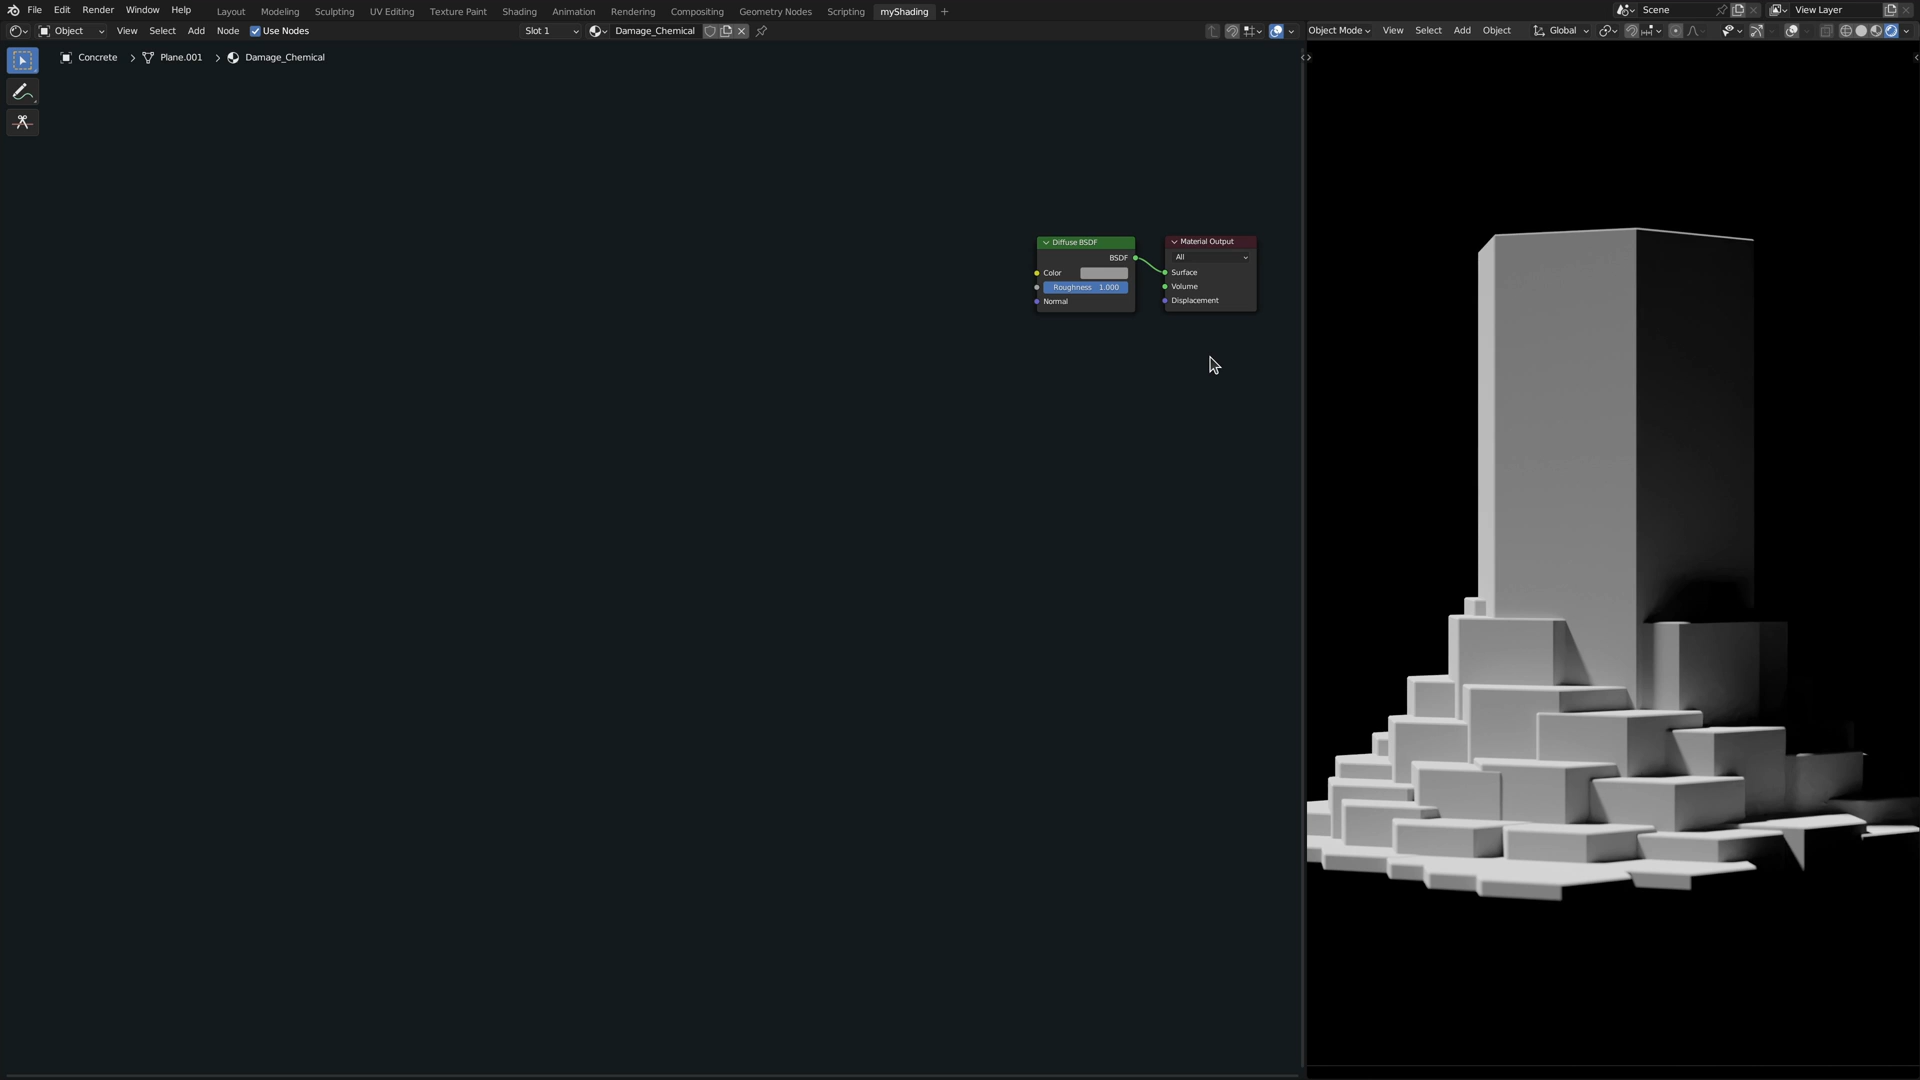 File Edit Render Window Help Layout Modeling Sculpting UV Editing Texture Paint Shading Animation Rendering Compositing Geometry Nodes Scripting myShading + Scene View Layer
Object View Select Add Node Use Nodes Slot 1 Damage_Chemical Object Mode View Select Add Object Global
Concrete > Plane.001 > Damage_Chemical
Diffuse BSDF
BSDF
Color
Roughness 1.000
Normal
Material Output
All
Surface
Volume
Displacement